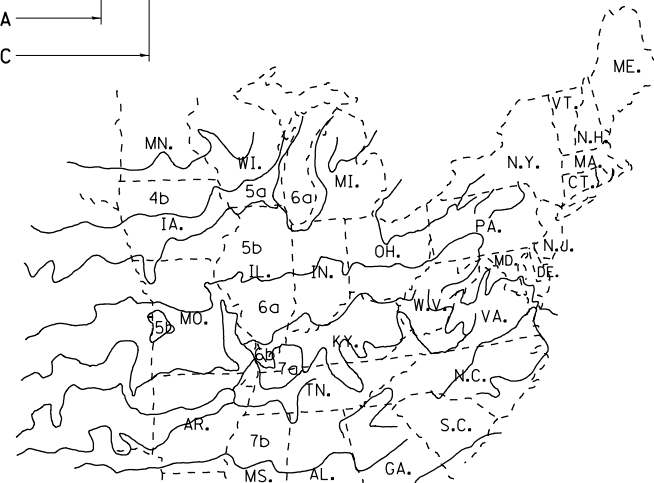 A
C
ME.
VT.
MN.
N.H.
WI.
N.Y.
MA.
MI.
CT.
4b
5a
6a
IA.
PA.
5b
OH.
N.J.
IL.
IN.
MD.
DE.
6a
W.V.
MO.
VA.
5b
KY.
6b
7a
N.C.
TN.
AR.
S.C.
7b
MS.
AL.
GA.